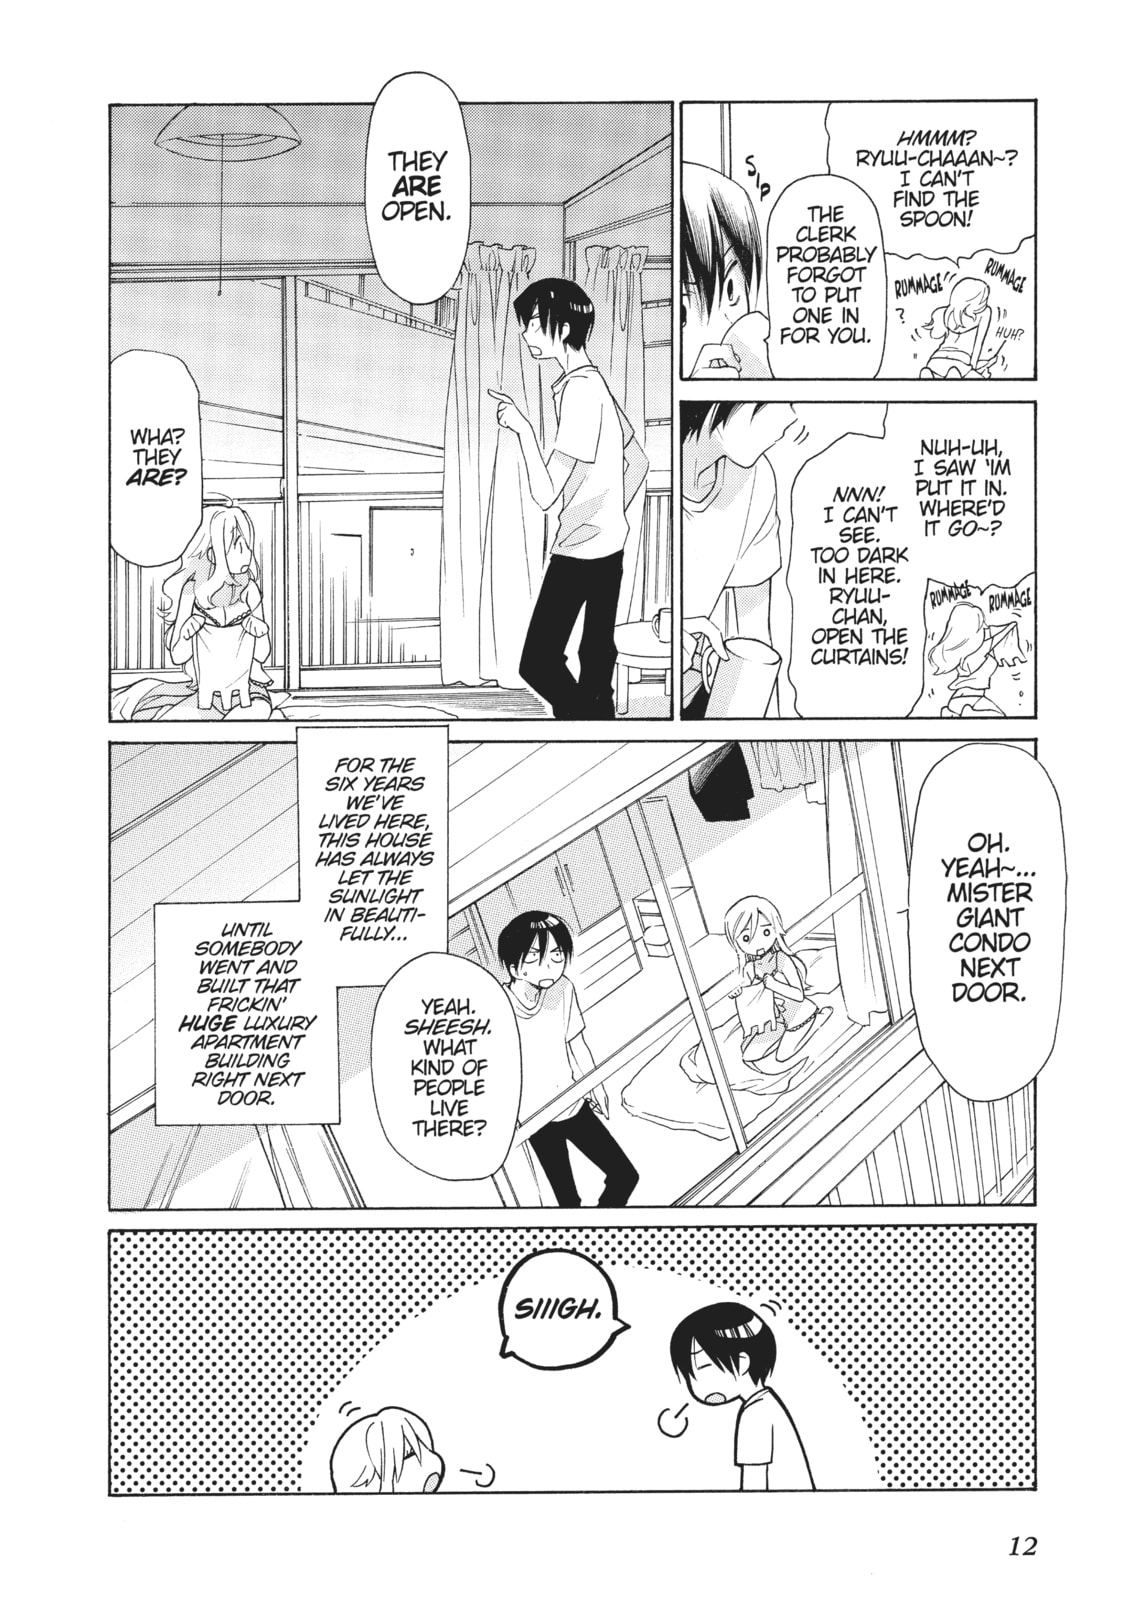 HMMM?
RYUU-CHAAAN~?
I CAN'T
FIND THE
SPOON!
RUMMAGE
RUMMAGE
?
HUH?
SIP
THE
CLERK
PROBABLY
FORGOT
TO PUT
ONE IN
FOR YOU.
NUH-UH,
I SAW 'IM
PUT IT IN.
WHERE'D
IT GO~?
RUMMAGE
RUMMAGE
NNN!
I CAN'T
SEE.
TOO DARK
IN HERE.
RYUU-
CHAN,
OPEN THE
CURTAINS!
THEY
ARE
OPEN.
WHA?
THEY
ARE?
OH.
YEAH~...
MISTER
GIANT
CONDO
NEXT
DOOR.
FOR THE
SIX YEARS
WE'VE
LIVED HERE,
THIS HOUSE
HAS ALWAYS
LET THE
SUNLIGHT
IN BEAUTI-
FULLY...
UNTIL
SOMEBODY
WENT AND
BUILT THAT
FRICKIN'
HUGE LUXURY
APARTMENT
BUILDING
RIGHT NEXT
DOOR.
YEAH.
SHEESH.
WHAT
KIND OF
PEOPLE
LIVE
THERE?
SIIIGH.
12